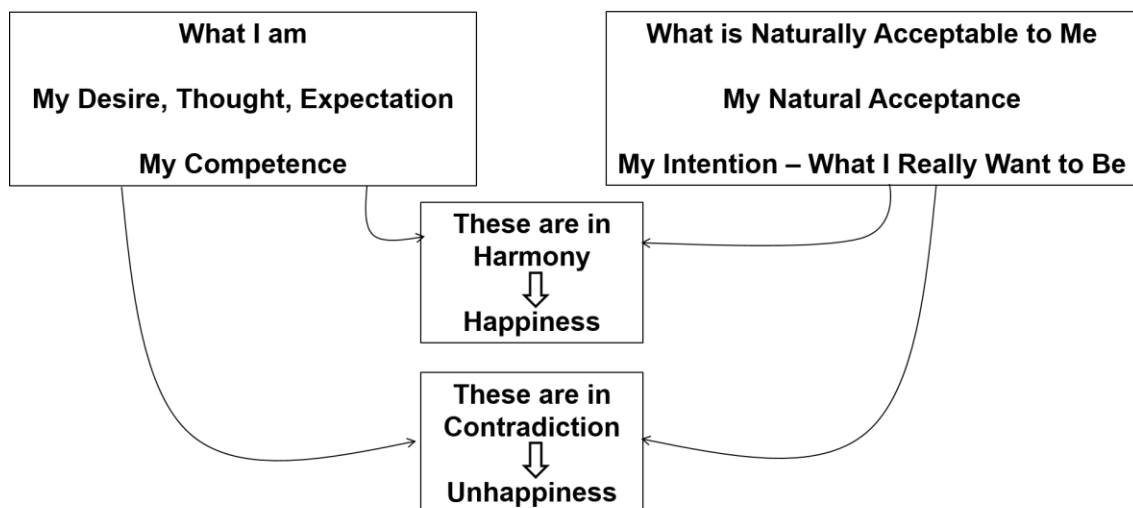 What I am
My Desire, Thought, Expectation
My Competence
What is Naturally Acceptable to Me
My Natural Acceptance
My Intention – What I Really Want to Be
These are in
Harmony
Happiness
These are in
Contradiction
Unhappiness